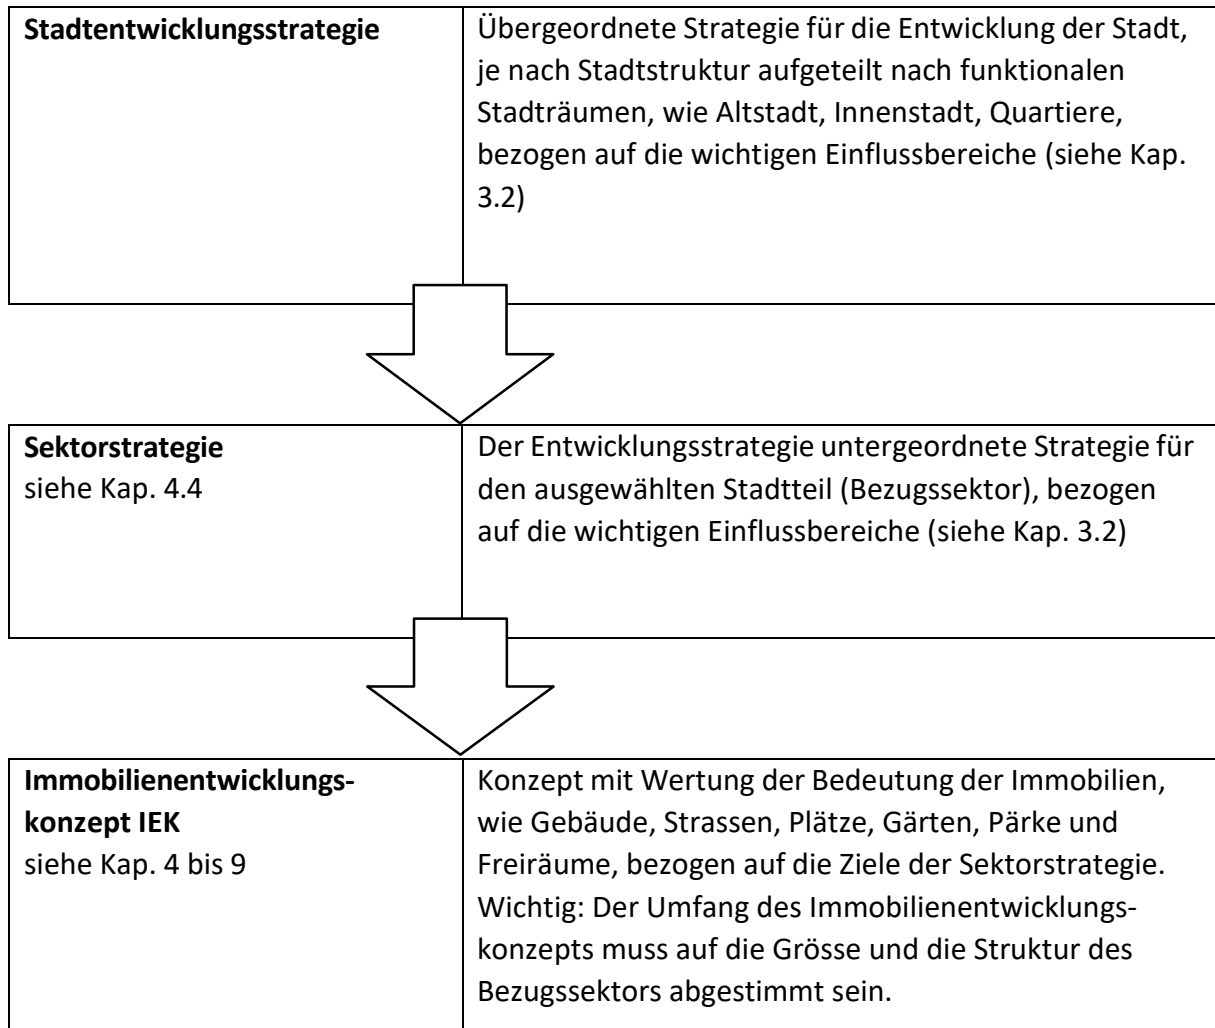 Stadtentwicklungsstrategie
Übergeordnete Strategie für die Entwicklung der Stadt,
je nach Stadtstruktur aufgeteilt nach funktionalen
Stadträumen, wie Altstadt, Innenstadt, Quartiere,
bezogen auf die wichtigen Einflussbereiche (siehe Kap.
3.2)
Sektorstrategie
siehe Kap. 4.4
Der Entwicklungsstrategie untergeordnete Strategie für
den ausgewählten Stadtteil (Bezugssektor), bezogen
auf die wichtigen Einflussbereiche (siehe Kap. 3.2)
Immobilienentwicklungs-
konzept IEK
siehe Kap. 4 bis 9
Konzept mit Wertung der Bedeutung der Immobilien,
wie Gebäude, Strassen, Plätze, Gärten, Pärke und
Freiräume, bezogen auf die Ziele der Sektorstrategie.
Wichtig: Der Umfang des Immobilienentwicklungs-
konzepts muss auf die Grösse und die Struktur des
Bezugssektors abgestimmt sein.